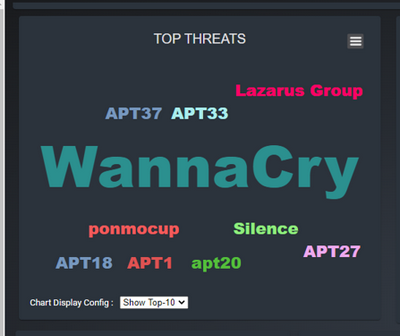 TOP THREATS
Lazarus Group
APT37 APT33
WannaCry
ponmocup Silence
APT27
APT18 APT1 apt20
Chart Display Config : Show Top-10